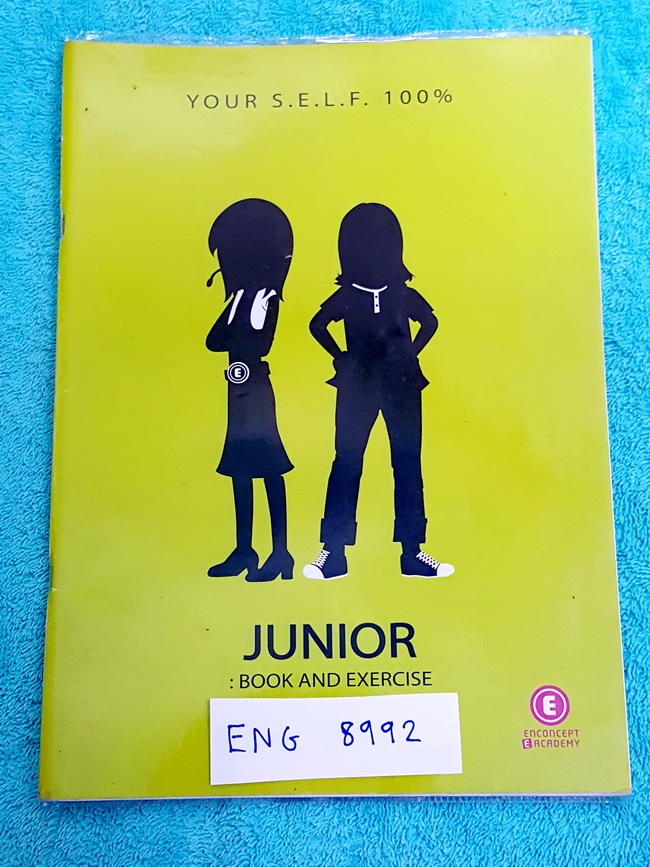 YOUR S.E.L.F. 100%
E
JUNIOR
: BOOK AND EXERCISE
ENG 8992
E
ENCONCEPT
E ACADEMY